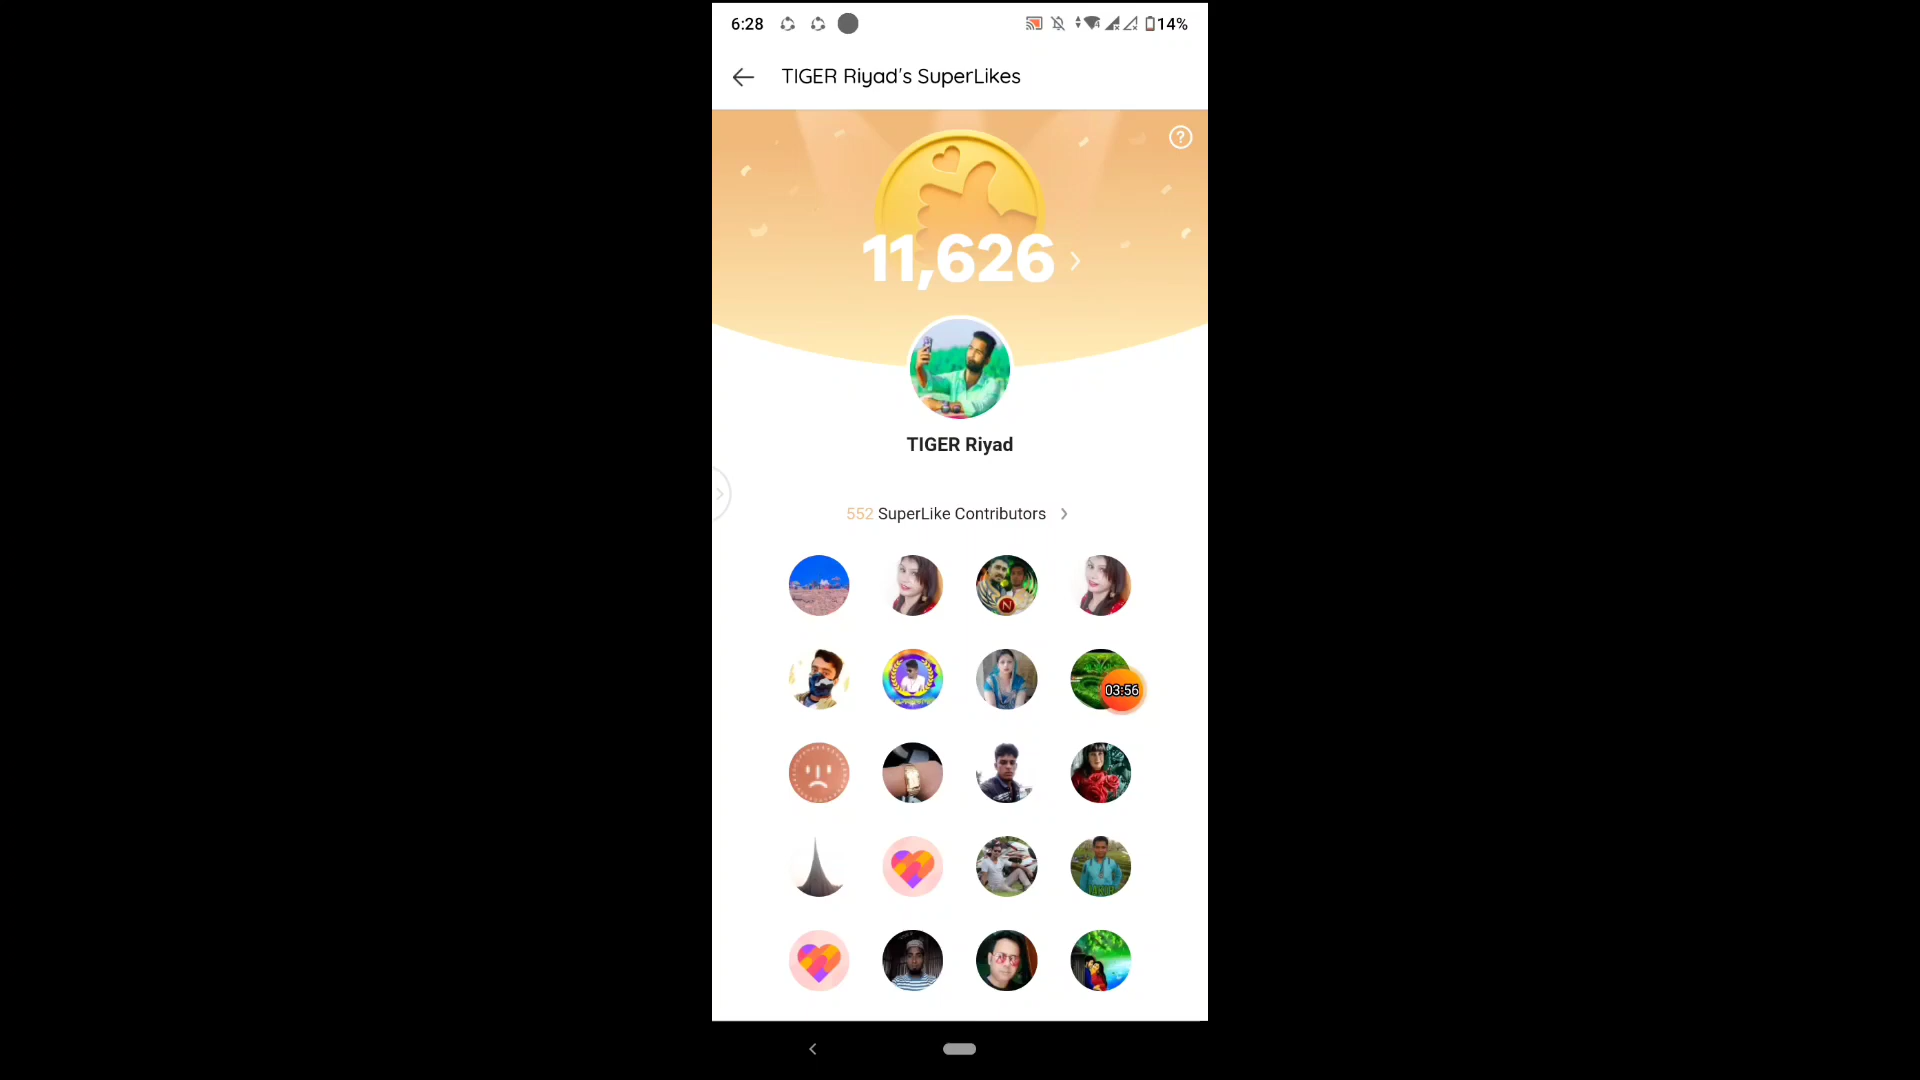 6:28
14%
TIGER Riyad's SuperLikes
?
11,626
TIGER Riyad
552 SuperLike Contributors
N
03:56